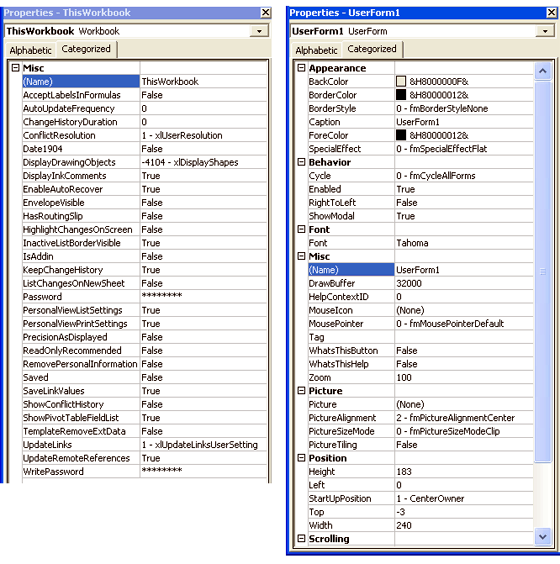 Properties - ThisWorkbook
ThisWorkbook Workbook
Alphabetic Categorized
Misc
(Name) ThisWorkbook
AcceptLabelsInFormulas False
AutoUpdateFrequency 0
ChangeHistoryDuration 0
ConflictResolution 1 - xlUserResolution
Date1904 False
DisplayDrawingObjects -4104 - xlDisplayShapes
DisplayInkComments True
EnableAutoRecover True
EnvelopeVisible False
HasRoutingSlip False
HighlightChangesOnScreen False
InactiveListBorderVisible True
IsAddin False
KeepChangeHistory True
ListChangesOnNewSheet False
Password ********
PersonalViewListSettings True
PersonalViewPrintSettings True
PrecisionAsDisplayed False
ReadOnlyRecommended False
RemovePersonalInformation False
Saved False
SaveLinkValues True
ShowConflictHistory False
ShowPivotTableFieldList True
TemplateRemoveExtData False
UpdateLinks 1 - xlUpdateLinksUserSetting
UpdateRemoteReferences True
WritePassword ********
Properties - UserForm1
UserForm1 UserForm
Alphabetic Categorized
Appearance
BackColor &H8000000F&
BorderColor &H80000012&
BorderStyle 0 - fmBorderStyleNone
Caption UserForm1
ForeColor &H80000012&
SpecialEffect 0 - fmSpecialEffectFlat
Behavior
Cycle 0 - fmCycleAllForms
Enabled True
RightToLeft False
ShowModal True
Font
Font Tahoma
Misc
(Name) UserForm1
DrawBuffer 32000
HelpContextID 0
MouseIcon (None)
MousePointer 0 - fmMousePointerDefault
Tag
WhatsThisButton False
WhatsThisHelp False
Zoom 100
Picture
Picture (None)
PictureAlignment 2 - fmPictureAlignmentCenter
PictureSizeMode 0 - fmPictureSizeModeClip
PictureTiling False
Position
Height 183
Left 0
StartUpPosition 1 - CenterOwner
Top -3
Width 240
Scrolling